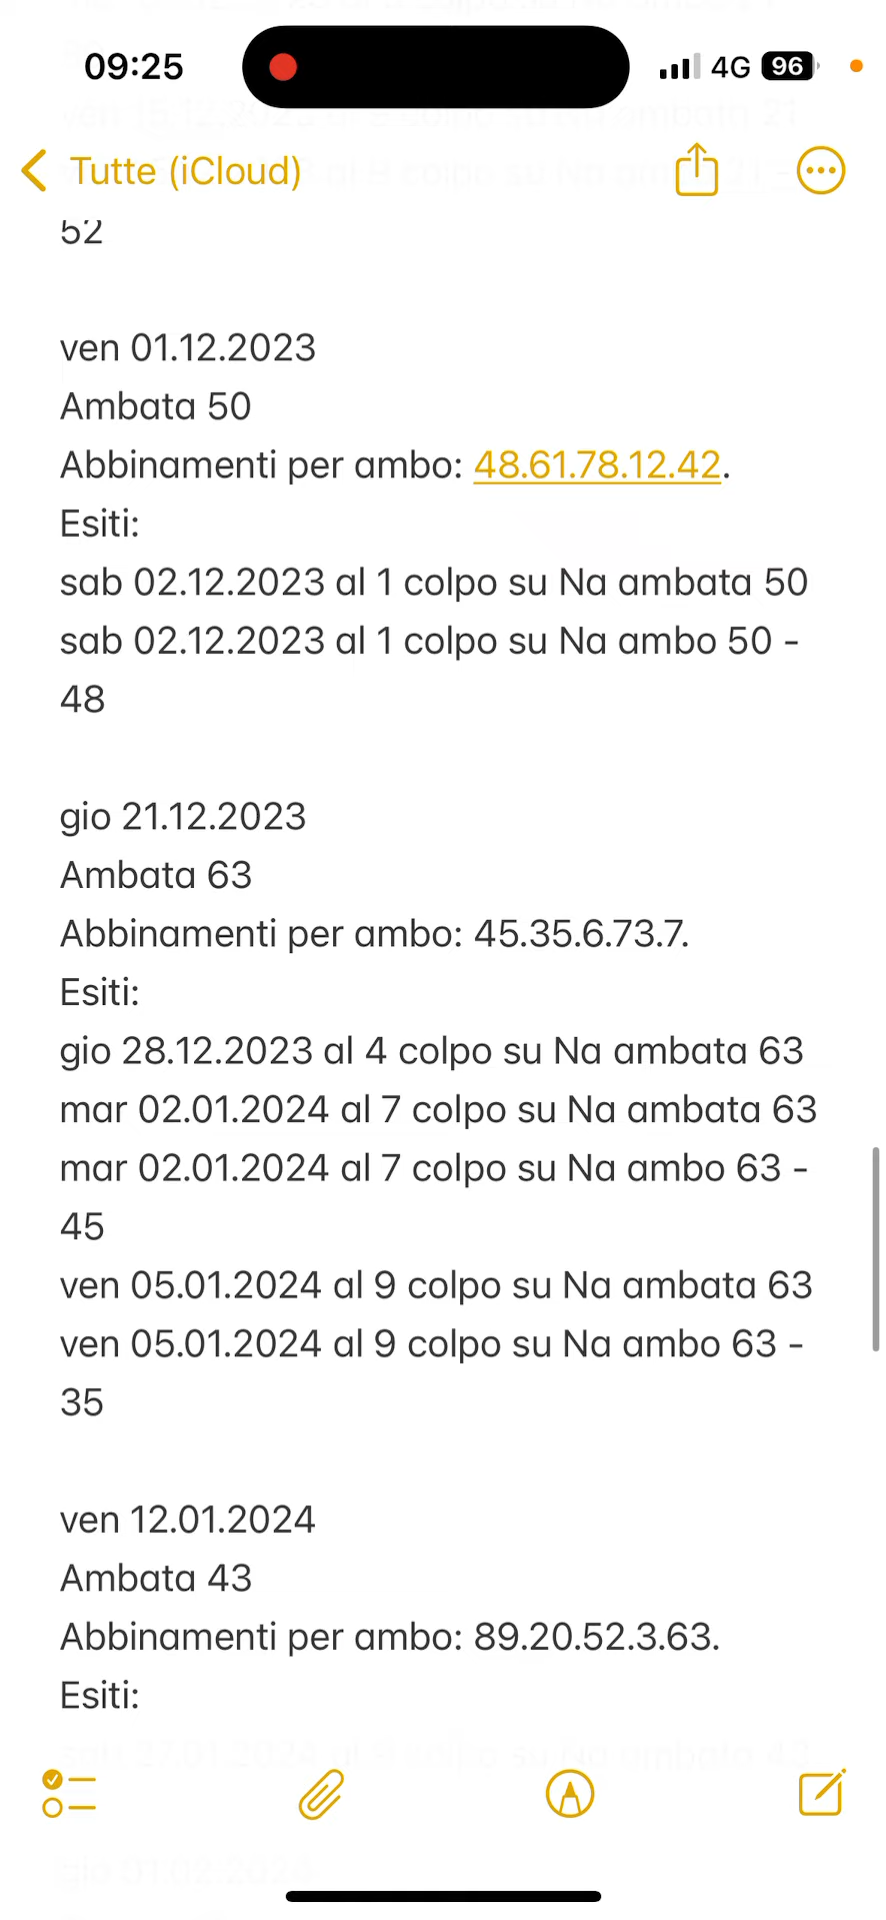 09:25
4G 96
Tutte (iCloud)
52
ven 01.12.2023
Ambata 50
Abbinamenti per ambo: 48.61.78.12.42.
Esiti:
sab 02.12.2023 al 1 colpo su Na ambata 50
sab 02.12.2023 al 1 colpo su Na ambo 50 -
48
gio 21.12.2023
Ambata 63
Abbinamenti per ambo: 45.35.6.73.7.
Esiti:
gio 28.12.2023 al 4 colpo su Na ambata 63
mar 02.01.2024 al 7 colpo su Na ambata 63
mar 02.01.2024 al 7 colpo su Na ambo 63 -
45
ven 05.01.2024 al 9 colpo su Na ambata 63
ven 05.01.2024 al 9 colpo su Na ambo 63 -
35
ven 12.01.2024
Ambata 43
Abbinamenti per ambo: 89.20.52.3.63.
Esiti:
gio 01.02.2024